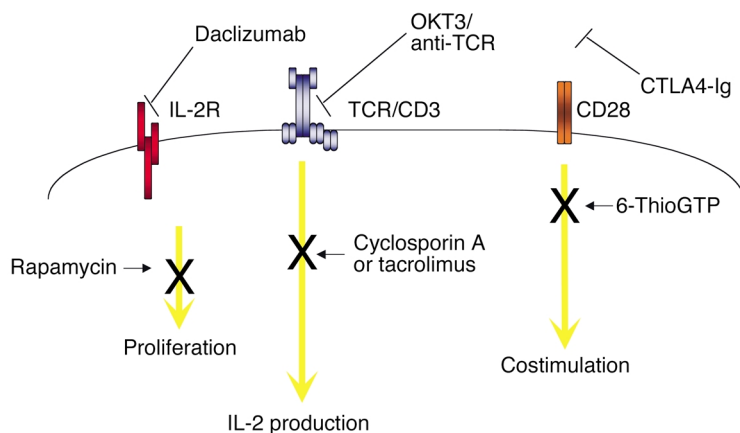 Daclizumab
OKT3/
anti-TCR
CTLA4-Ig
IL-2R
TCR/CD3
CD28
6-ThioGTP
X
Cyclosporin A
or tacrolimus
X
Rapamycin
X
Proliferation
Costimulation
IL-2 production